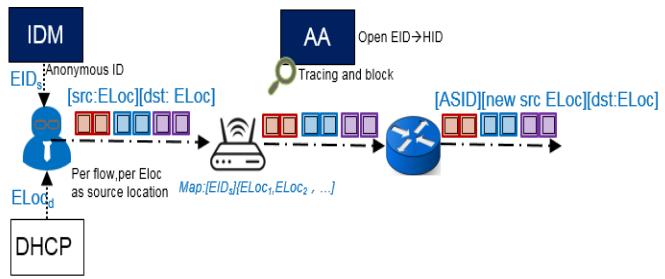 IDM
AA
Open EID→HID
EIDs
Anonymous ID
Tracing and block
[src:ELoc][dst: ELoc]
[ASID][new src ELoc][dst:ELoc]
Per flow,per Eloc
as source location
Map:[EIDs]{ELoc1,ELoc2 , ...]
ELocd
DHCP